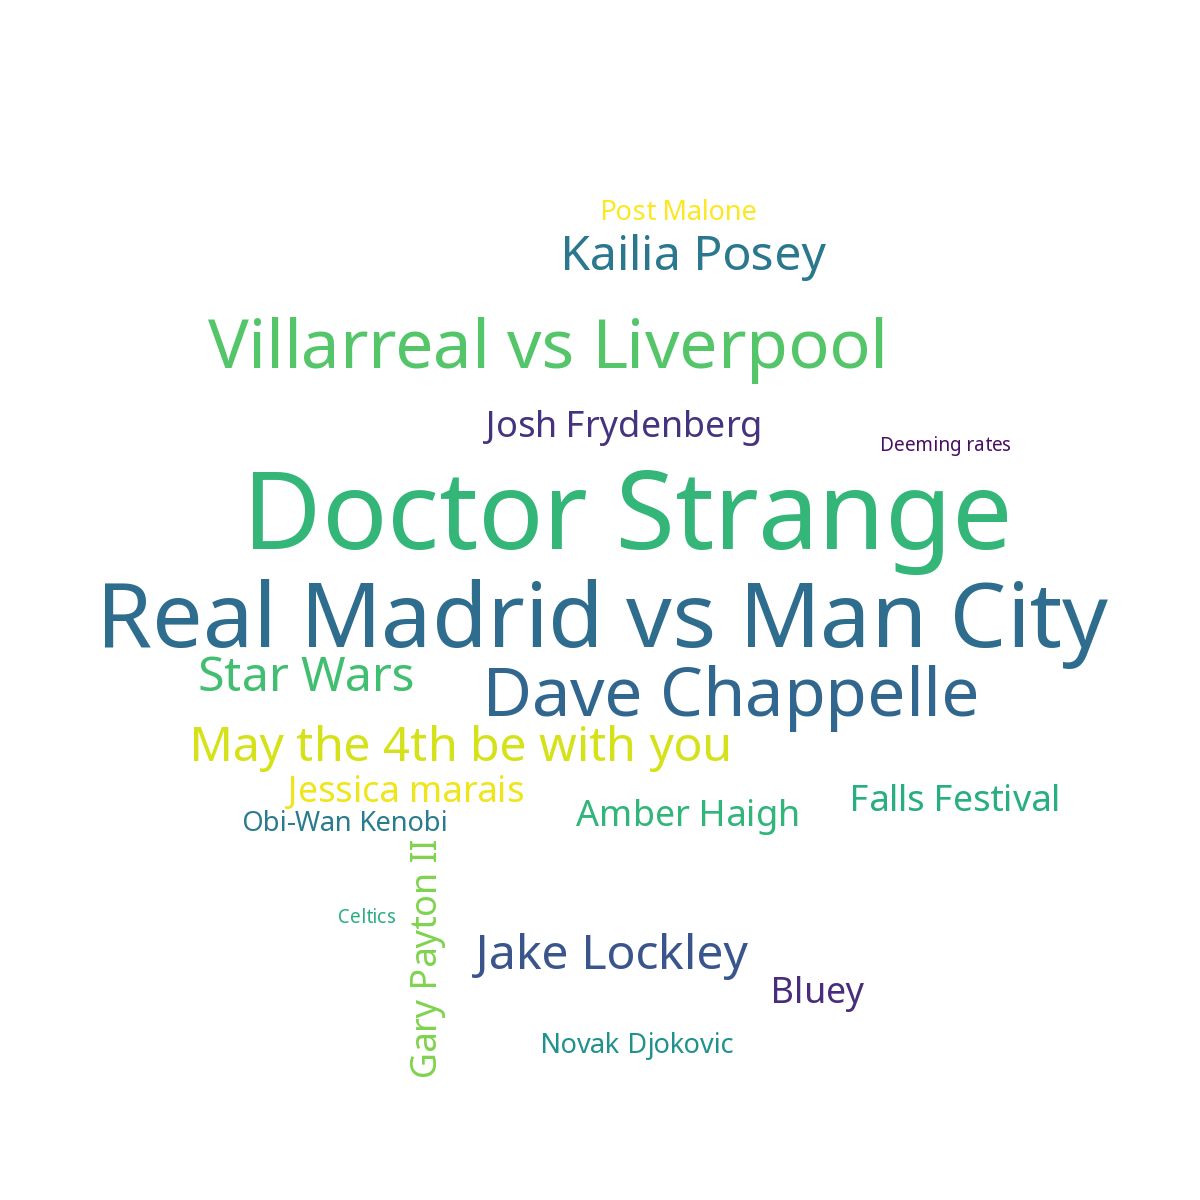 Post Malone
Kailia Posey
Villarreal vs Liverpool
Josh Frydenberg
Deeming rates
Doctor Strange
Real Madrid vs Man City
Star Wars
Dave Chappelle
May the 4th be with you
Jessica marais
Falls Festival
Amber Haigh
Obi-Wan Kenobi
Gary Payton II
Celtics
Jake Lockley
Bluey
Novak Djokovic